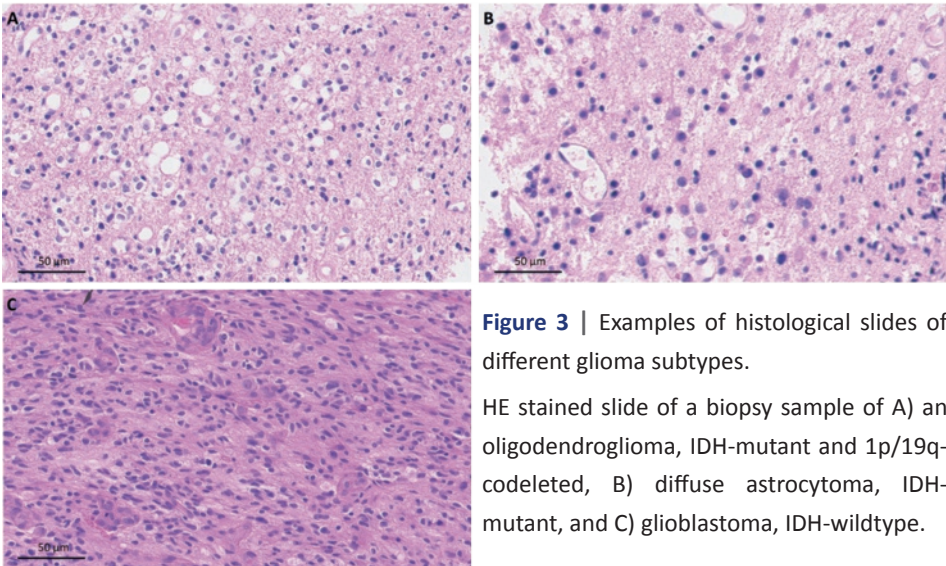 A
50 µm
B
50 µm
C
50 µm
Figure 3 | Examples of histological slides of
different glioma subtypes.
HE stained slide of a biopsy sample of A) an
oligodendroglioma, IDH-mutant and 1p/19q-
codeleted, B) diffuse astrocytoma, IDH-
mutant, and C) glioblastoma, IDH-wildtype.